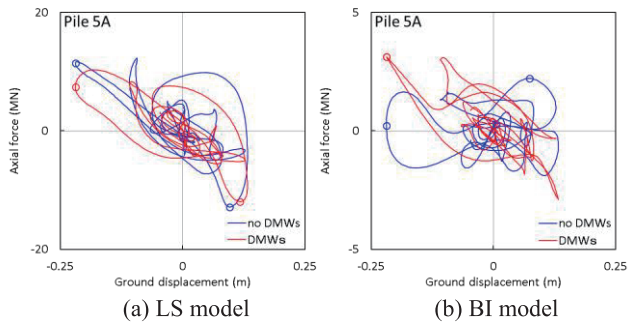 Pile 5A
20
0
-20
Axial force (MN)
-0.25
0
0.25
Ground displacement (m)
no DMWs
DMWs
(a) LS model
Pile 5A
5
0
-5
Axial force (MN)
-0.25
0
0.25
Ground displacement (m)
no DMWs
DMWs
(b) BI model